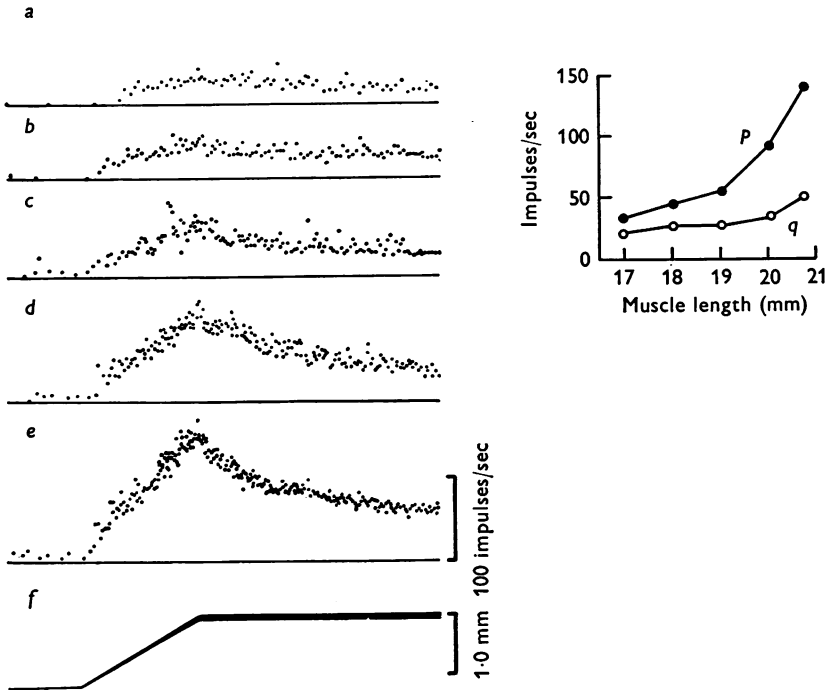 a
b
c
d
e
f
100 impulses/sec
1·0 mm
Impulses/sec
150
100
50
0
P
q
17 18 19 20 21
Muscle length (mm)